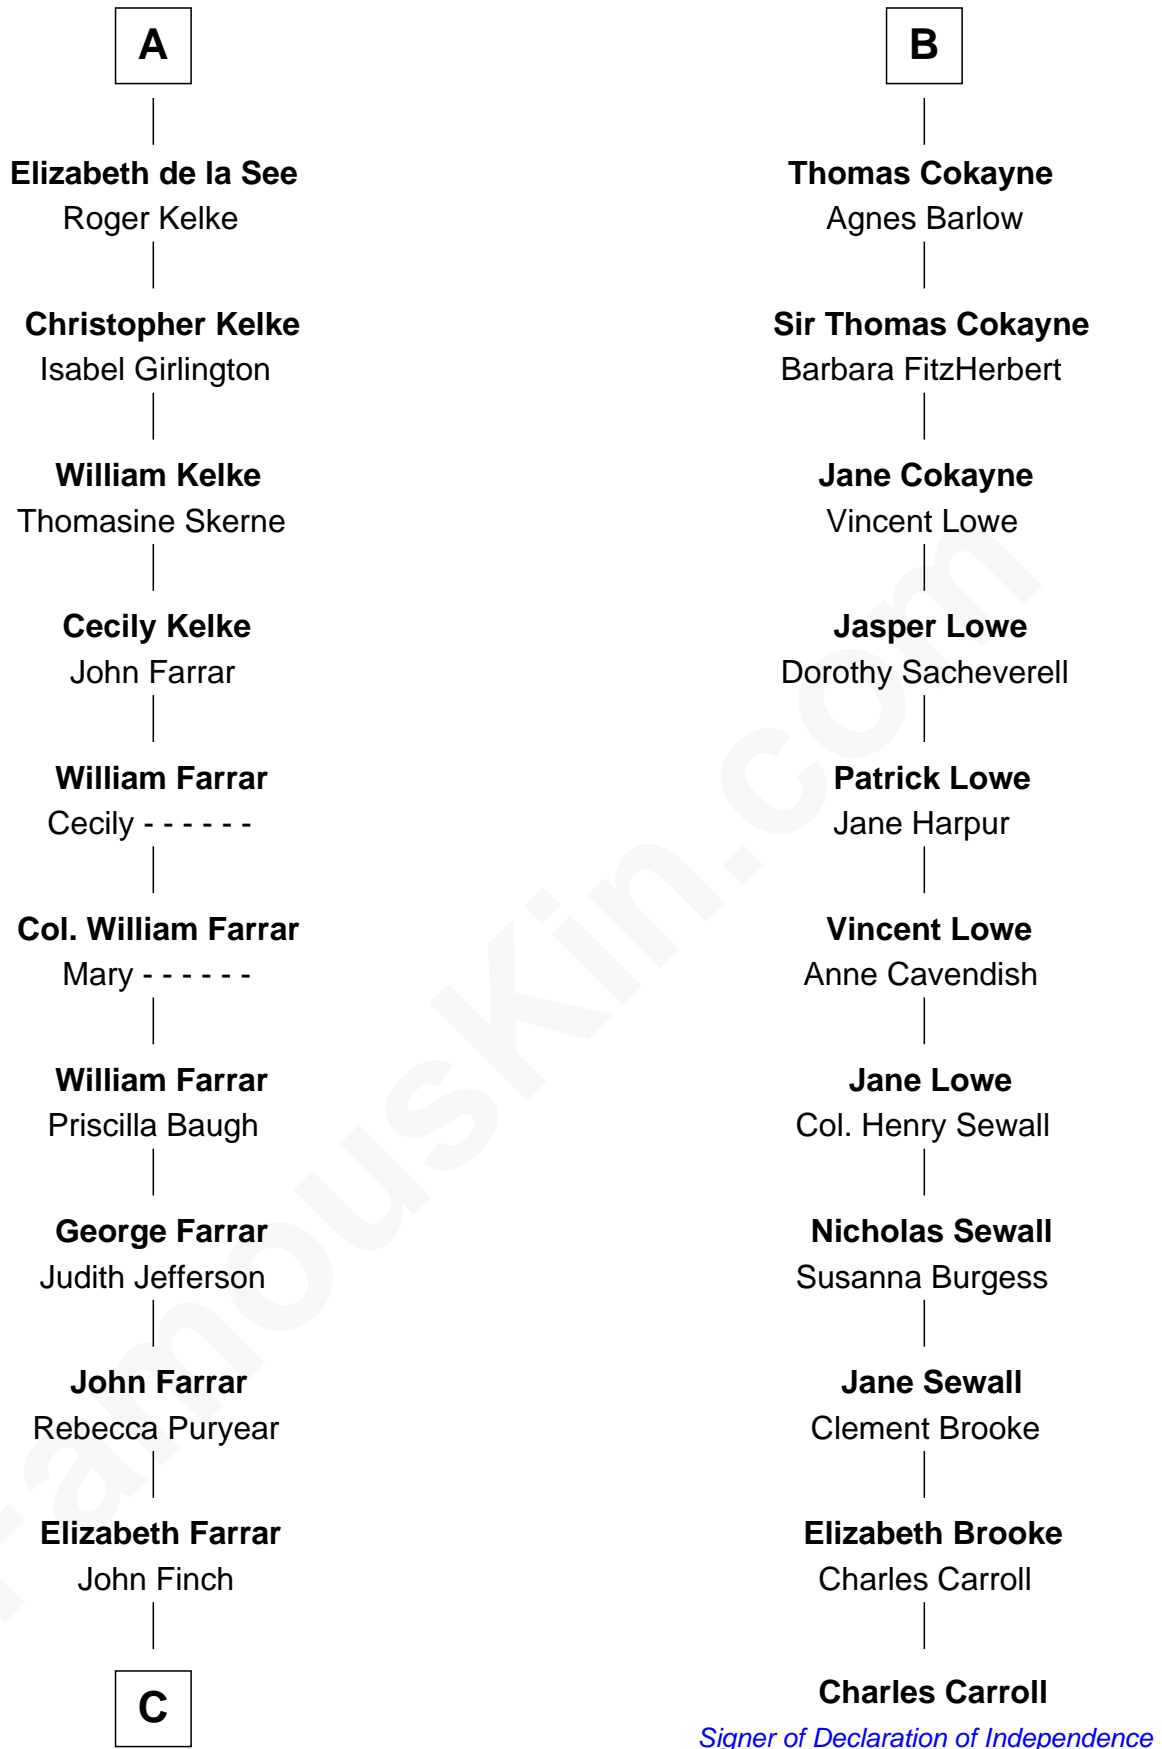 A
Elizabeth de la See
Roger Kelke
Christopher Kelke
Isabel Girlington
William Kelke
Thomasine Skerne
Cecily Kelke
John Farrar
William Farrar
Cecily - - - - - -
Col. William Farrar
Mary - - - - - -
William Farrar
Priscilla Baugh
George Farrar
Judith Jefferson
John Farrar
Rebecca Puryear
Elizabeth Farrar
John Finch
C
B
Thomas Cokayne
Agnes Barlow
Sir Thomas Cokayne
Barbara FitzHerbert
Jane Cokayne
Vincent Lowe
Jasper Lowe
Dorothy Sacheverell
Patrick Lowe
Jane Harpur
Vincent Lowe
Anne Cavendish
Jane Lowe
Col. Henry Sewall
Nicholas Sewall
Susanna Burgess
Jane Sewall
Clement Brooke
Elizabeth Brooke
Charles Carroll
Charles Carroll
Signer of Declaration of Independence
FamousKin.com